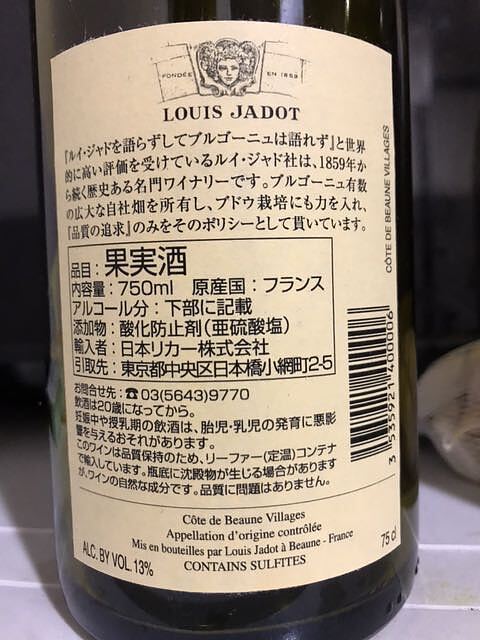 FONDÉE EN 1859
LOUIS JADOT
『ルイ・ジャドを語らずしてブルゴーニュは語れず』と世界
的に高い評価を受けているルイ・ジャド社は、1859年か
ら続く歴史ある名門ワイナリーです。ブルゴーニュ有数
の広大な自社畑を所有し、ブドウ栽培にも力を入れ、
『品質の追求』のみをそのポリシーとして貫いています。
品目：果実酒
内容量：750ml 原産国：フランス
アルコール分：下部に記載
添加物：酸化防止剤（亜硫酸塩）
輸入者：日本リカー株式会社
引取先：東京都中央区日本橋小網町2-5
お問合せ先：☎03(5643)9770
飲酒は20歳になってから。
妊娠中や授乳期の飲酒は、胎児・乳児の発育に悪影
響を与えるおそれがあります。
このワインは品質保持のため、リーファー(定温)コンテナ
で輸入しています。瓶底に沈殿物が生じる場合があります
が、ワインの自然な成分です。品質に問題はありません。
CÔTE DE BEAUNE VILLAGES
3 535921 400006
Côte de Beaune Villages
Appellation d'origine contrôlée
Mis en bouteilles par Louis Jadot à Beaune - France
CONTAINS SULFITES
ALC. BY VOL. 13%
75 cl